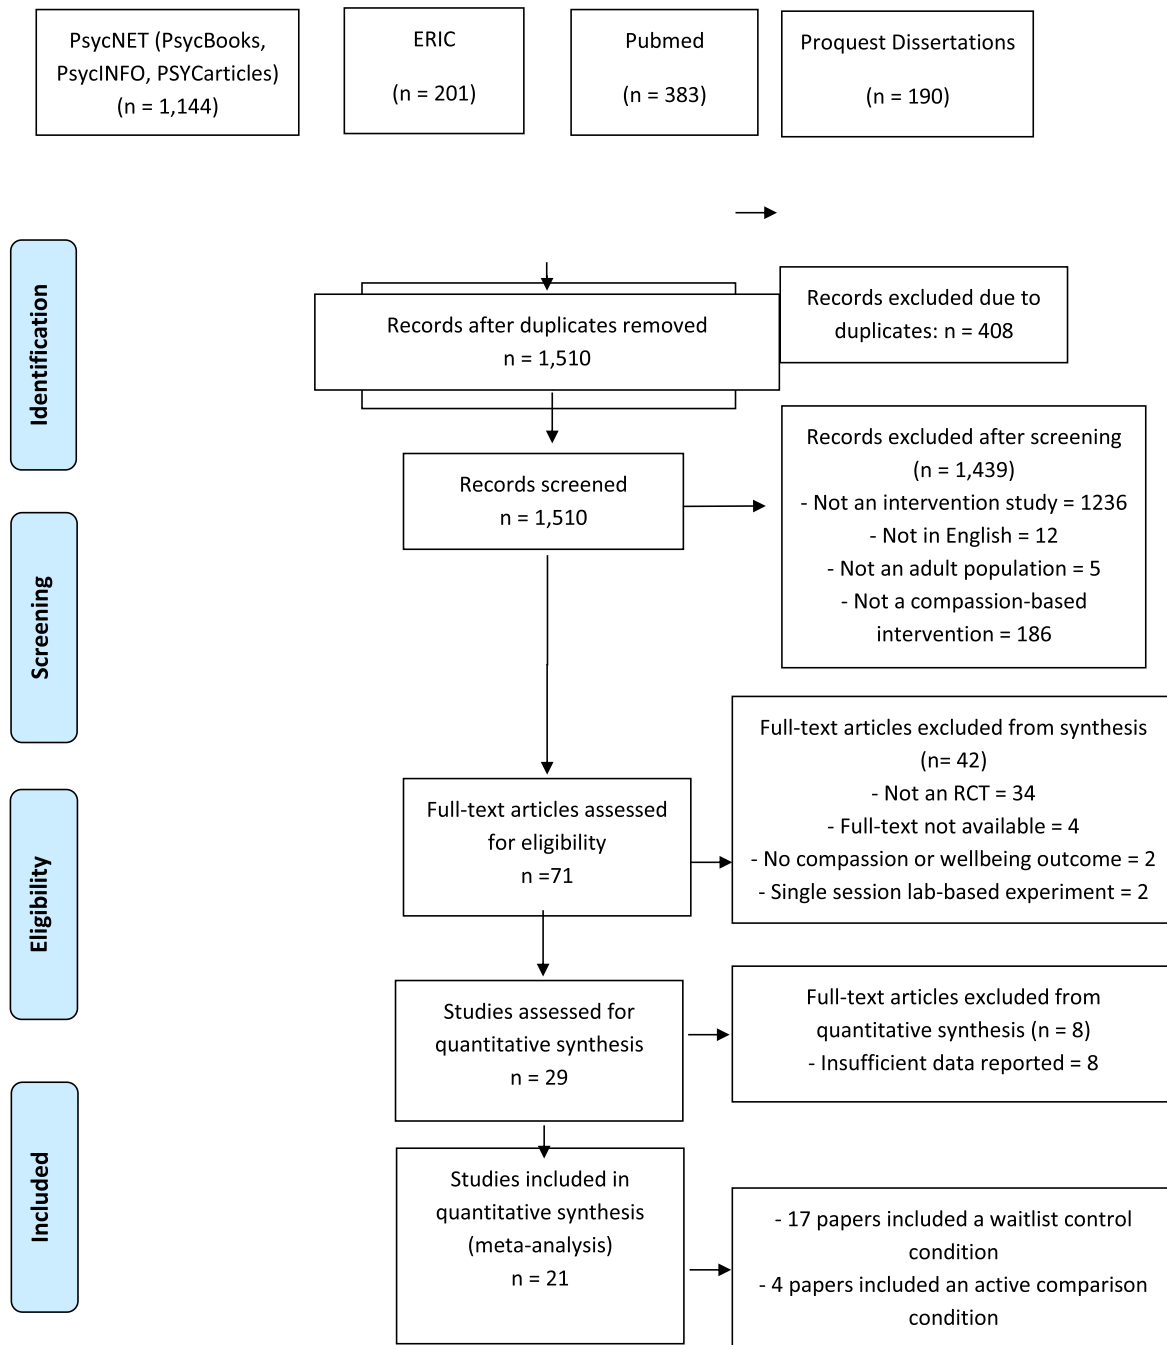 PsycNET (PsycBooks,
PsycINFO, PSYCarticles)
(n = 1,144)
ERIC
(n = 201)
Pubmed
(n = 383)
Proquest Dissertations
(n = 190)
Identification
Records after duplicates removed
n = 1,510
Records excluded due to
duplicates: n = 408
Records screened
n = 1,510
Records excluded after screening
(n = 1,439)
- Not an intervention study = 1236
- Not in English = 12
- Not an adult population = 5
- Not a compassion-based
intervention = 186
Screening
Full-text articles assessed
for eligibility
n =71
Full-text articles excluded from synthesis
(n= 42)
- Not an RCT = 34
- Full-text not available = 4
- No compassion or wellbeing outcome = 2
- Single session lab-based experiment = 2
Eligibility
Studies assessed for
quantitative synthesis
n = 29
Full-text articles excluded from
quantitative synthesis (n = 8)
- Insufficient data reported = 8
Included
Studies included in
quantitative synthesis
(meta-analysis)
n = 21
- 17 papers included a waitlist control
condition
- 4 papers included an active comparison
condition